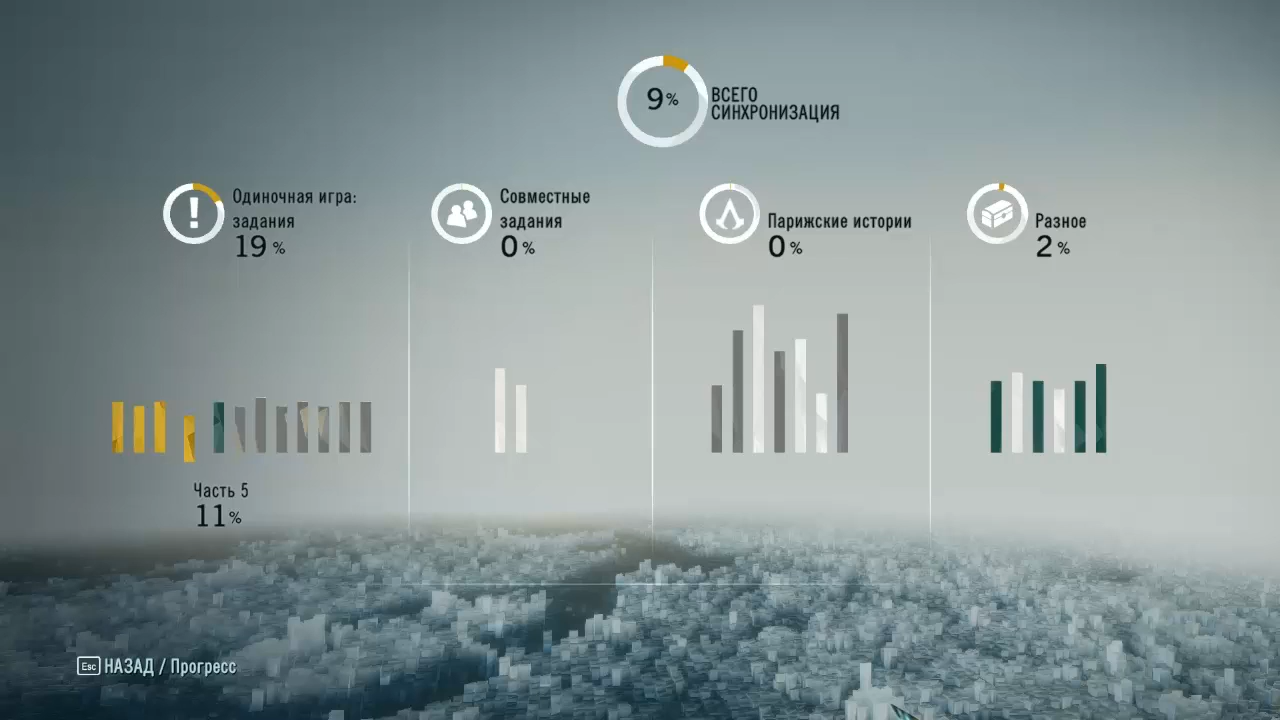 9%
ВСЕГО
СИНХРОНИЗАЦИЯ
Одиночная игра:
задания
19 %
Совместные
задания
0 %
Парижские истории
0 %
Разное
2 %
Часть 5
11%
Esc НАЗАД / Прогресс